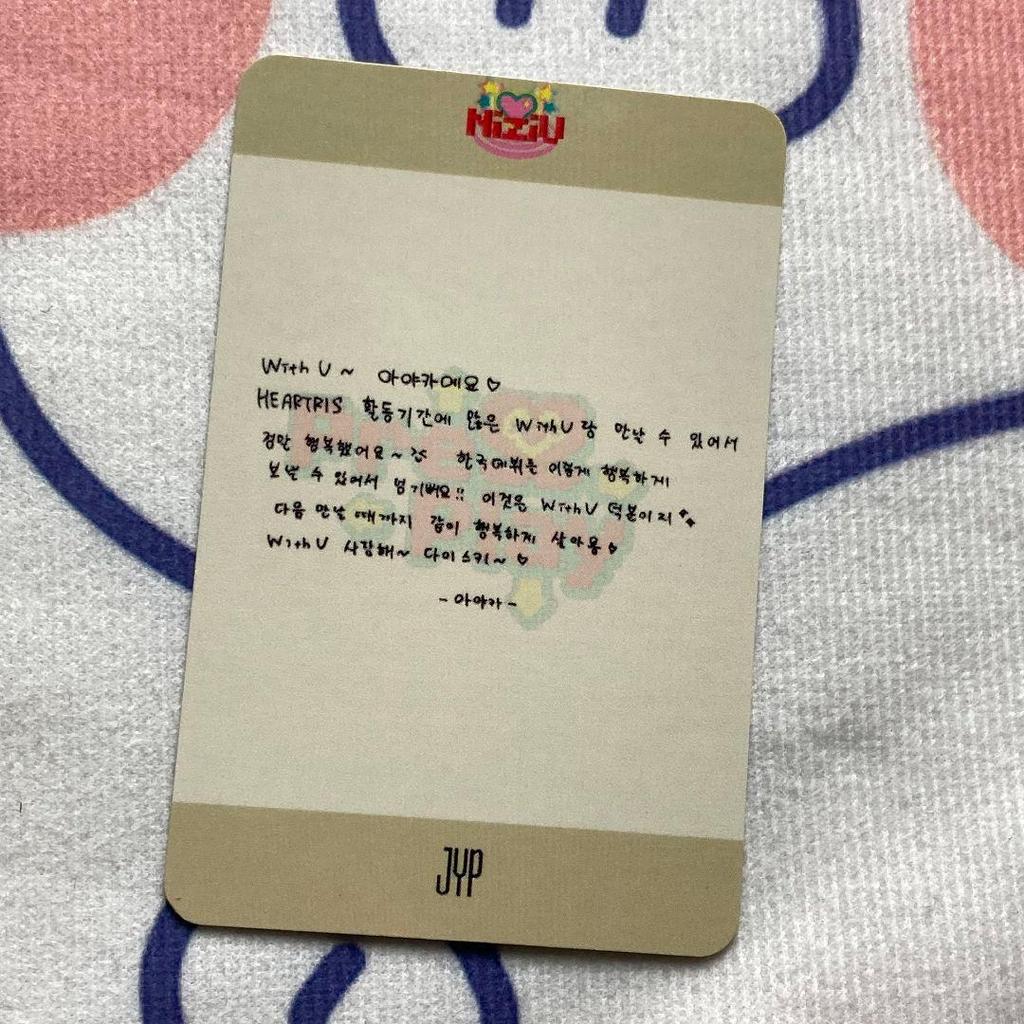 NiziU
With U ~ 아야카에요♡
HEARTRIS 활동기간에 많은 WithU랑 만날 수 있어서
정말 행복했어요~ 한국데뷔를 이렇게 행복하게
보낼 수 있어서 넘 기뻐요!! 이것은 WithU 덕분이지
다음 만날 때까지 같이 행복하게 살아용♡
WithU 사랑해~ 다이스키~♡
-아야카-
Press
Play
JYP